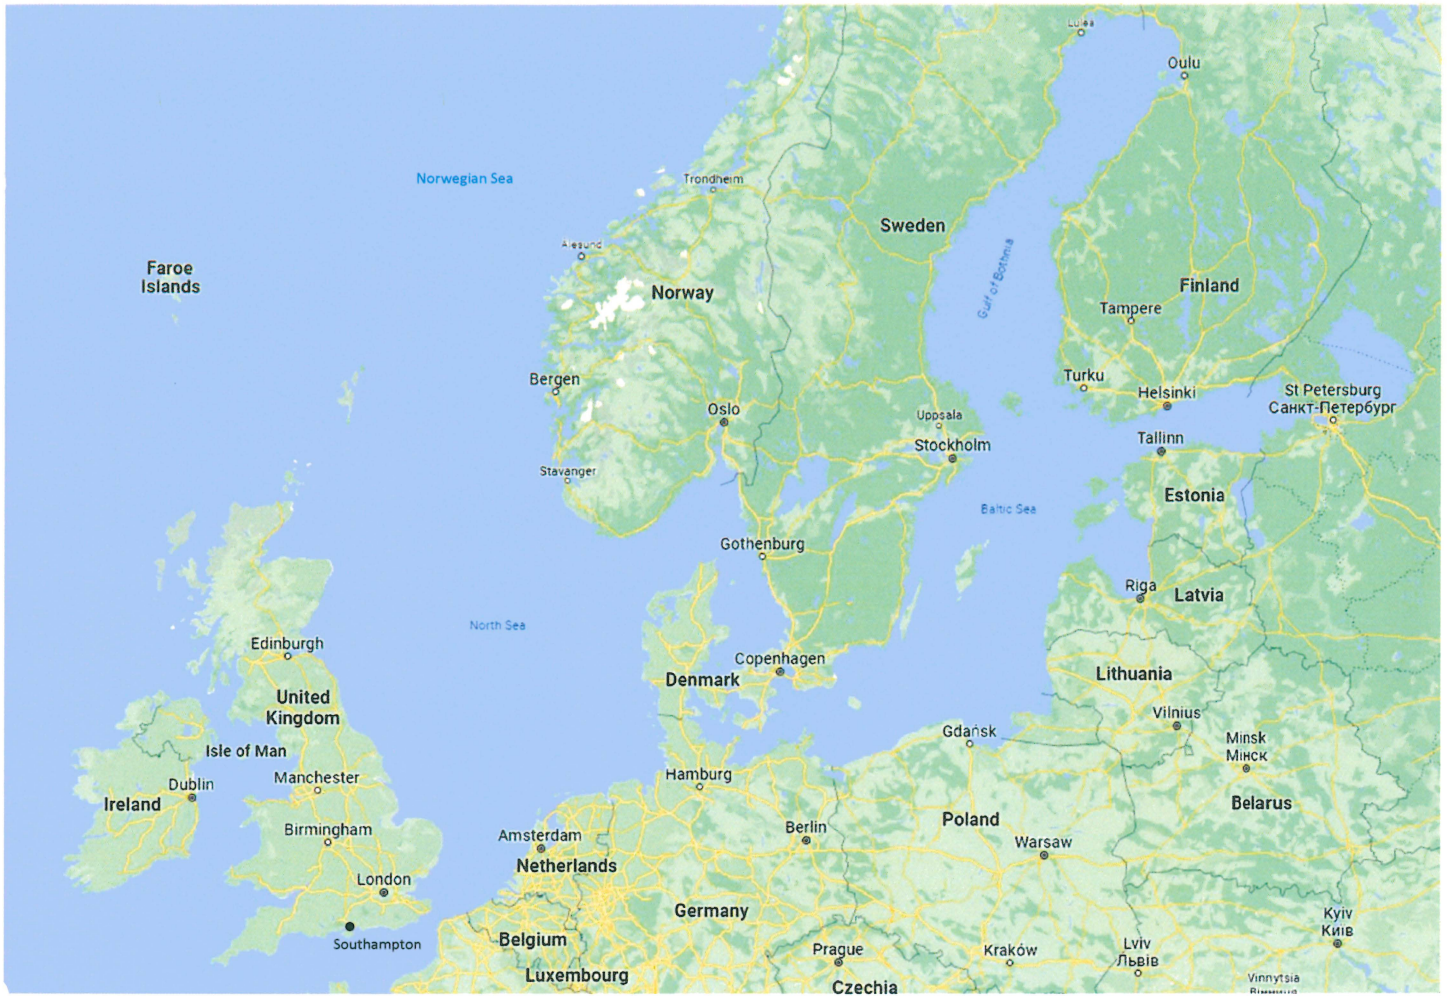 Lulea
Oulu
Norwegian Sea
Trondheim
Sweden
Alesund
Gulf of Bothnia
Faroe
Islands
Norway
Finland
Tampere
Bergen
Turku
Helsinki
St Petersburg
Санкт-Петербург
Oslo
Uppsala
Stockholm
Tallinn
Stavanger
Estonia
Baltic Sea
Gothenburg
Riga
Latvia
North Sea
Edinburgh
Copenhagen
Denmark
Lithuania
United
Kingdom
Vilnius
Gdańsk
Minsk
Мінск
Isle of Man
Manchester
Hamburg
Dublin
Ireland
Belarus
Birmingham
Amsterdam
Berlin
Poland
Warsaw
Netherlands
London
Germany
Kyiv
Київ
Southampton
Belgium
Prague
Kraków
Lviv
Львів
Luxembourg
Czechia
Vinnytsia
Вінниця